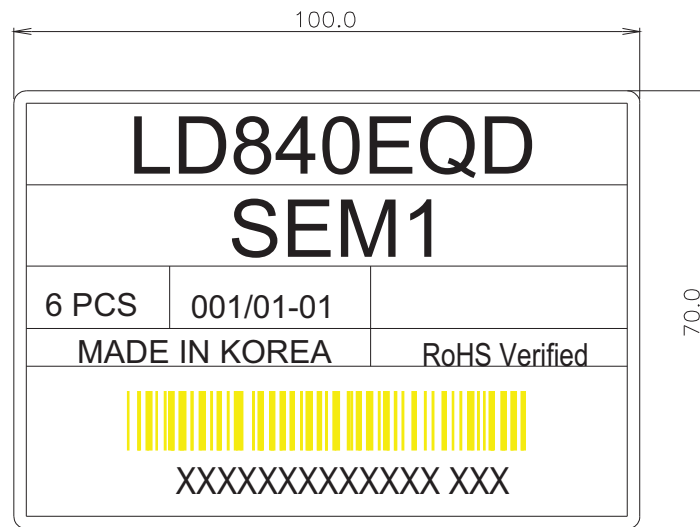 100.0
LD840EQD
SEM1
70.0
6 PCS 001/01-01
MADE IN KOREA RoHS Verified
XXXXXXXXXXXXX XXX